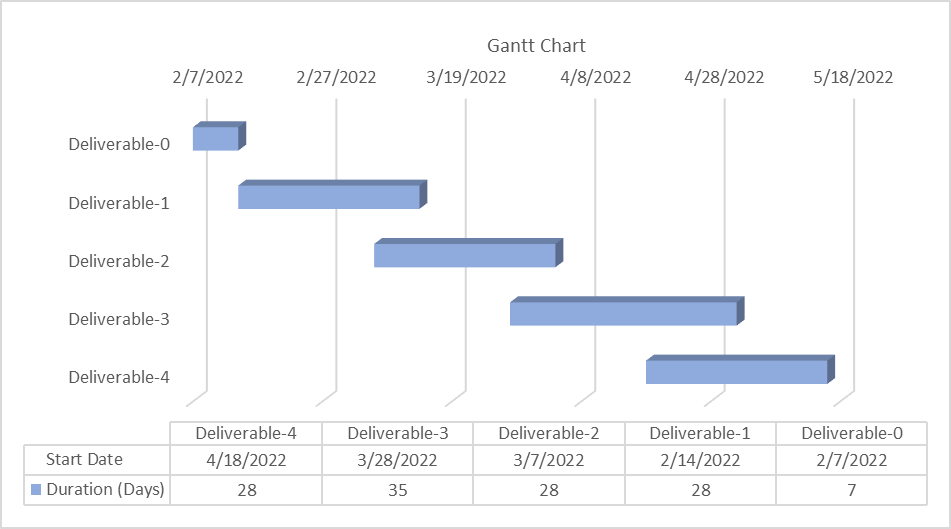 Gantt Chart
2/7/2022 2/27/2022 3/19/2022 4/8/2022 4/28/2022 5/18/2022
Deliverable-0
Deliverable-1
Deliverable-2
Deliverable-3
Deliverable-4
Deliverable-4 Deliverable-3 Deliverable-2 Deliverable-1 Deliverable-0
Start Date 4/18/2022 3/28/2022 3/7/2022 2/14/2022 2/7/2022
Duration (Days) 28 35 28 28 7